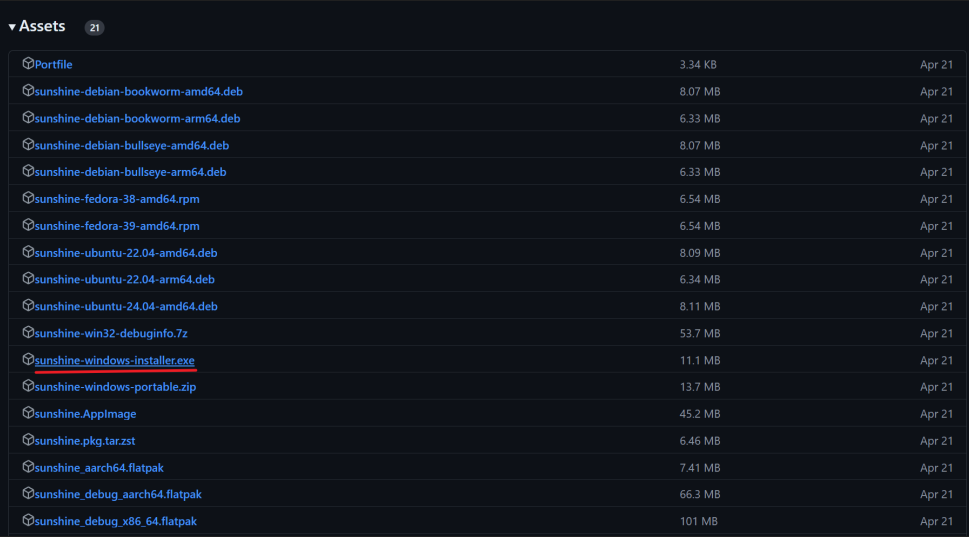 Assets 21
Portfile 3.34 KB Apr 21
sunshine-debian-bookworm-amd64.deb 8.07 MB Apr 21
sunshine-debian-bookworm-arm64.deb 6.33 MB Apr 21
sunshine-debian-bullseye-amd64.deb 8.07 MB Apr 21
sunshine-debian-bullseye-arm64.deb 6.33 MB Apr 21
sunshine-fedora-38-amd64.rpm 6.54 MB Apr 21
sunshine-fedora-39-amd64.rpm 6.54 MB Apr 21
sunshine-ubuntu-22.04-amd64.deb 8.09 MB Apr 21
sunshine-ubuntu-22.04-arm64.deb 6.34 MB Apr 21
sunshine-ubuntu-24.04-amd64.deb 8.11 MB Apr 21
sunshine-win32-debuginfo.7z 53.7 MB Apr 21
sunshine-windows-installer.exe 11.1 MB Apr 21
sunshine-windows-portable.zip 13.7 MB Apr 21
sunshine.AppImage 45.2 MB Apr 21
sunshine.pkg.tar.zst 6.46 MB Apr 21
sunshine_aarch64.flatpak 7.41 MB Apr 21
sunshine_debug_aarch64.flatpak 66.3 MB Apr 21
sunshine_debug_x86_64.flatpak 101 MB Apr 21